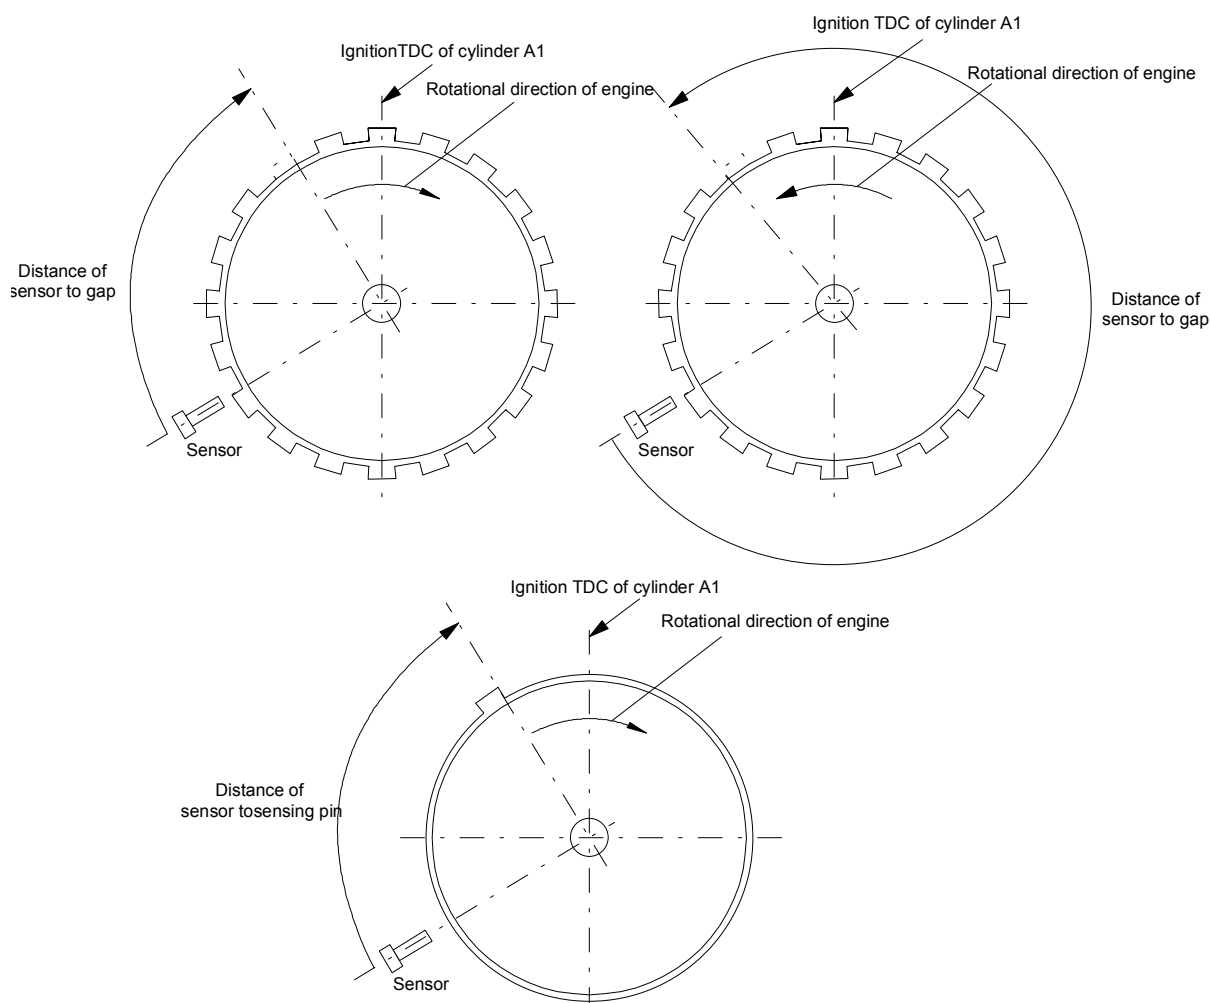 IgnitionTDC of cylinder A1
Rotational direction of engine
Distance of
sensor to gap
Sensor
Ignition TDC of cylinder A1
Rotational direction of engine
Distance of
sensor to gap
Sensor
Ignition TDC of cylinder A1
Rotational direction of engine
Distance of
sensor tosensing pin
Sensor